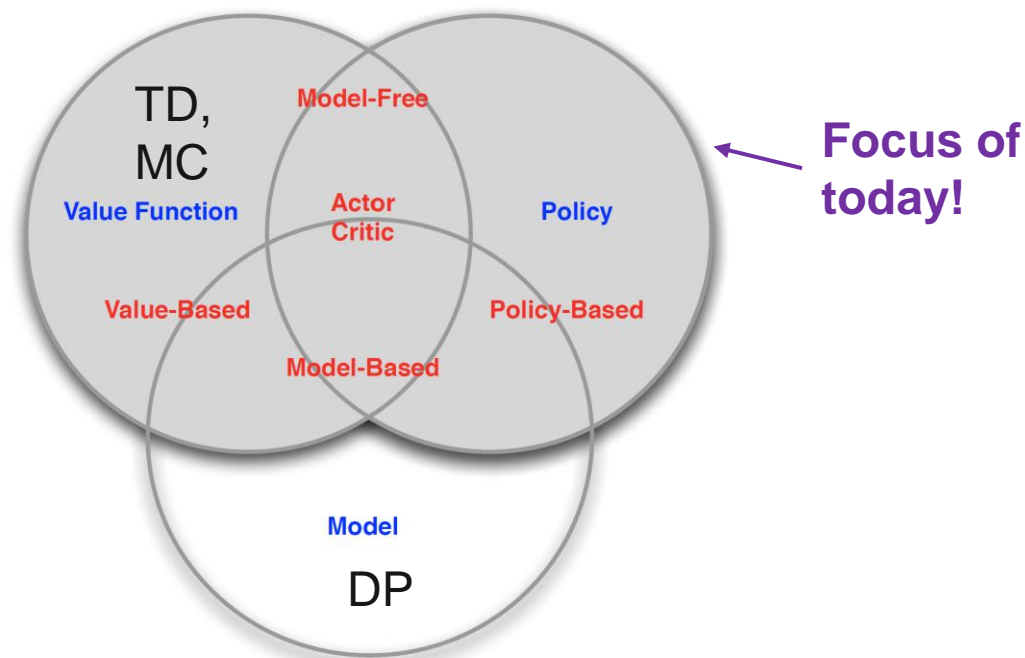 TD,
MC
Model-Free
Focus of
today!
Value Function
Actor
Critic
Policy
Value-Based
Policy-Based
Model-Based
Model
DP